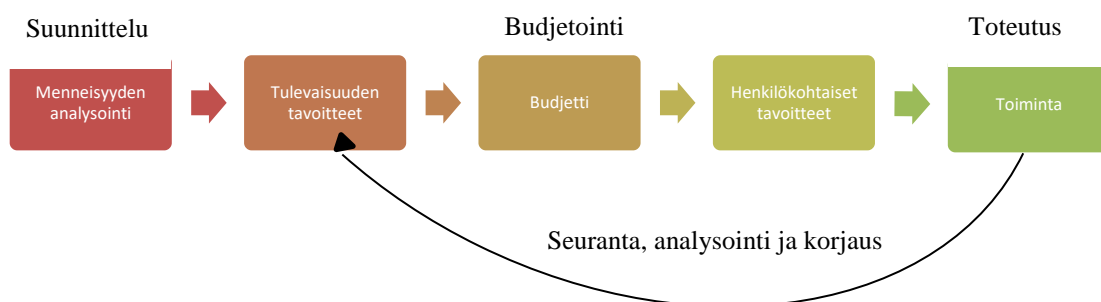 Suunnittelu
Budjetointi
Toteutus
Menneisyyden
analysointi
Tulevaisuuden
tavoitteet
Budjetti
Henkilökohtaiset
tavoitteet
Toiminta
Seuranta, analysointi ja korjaus